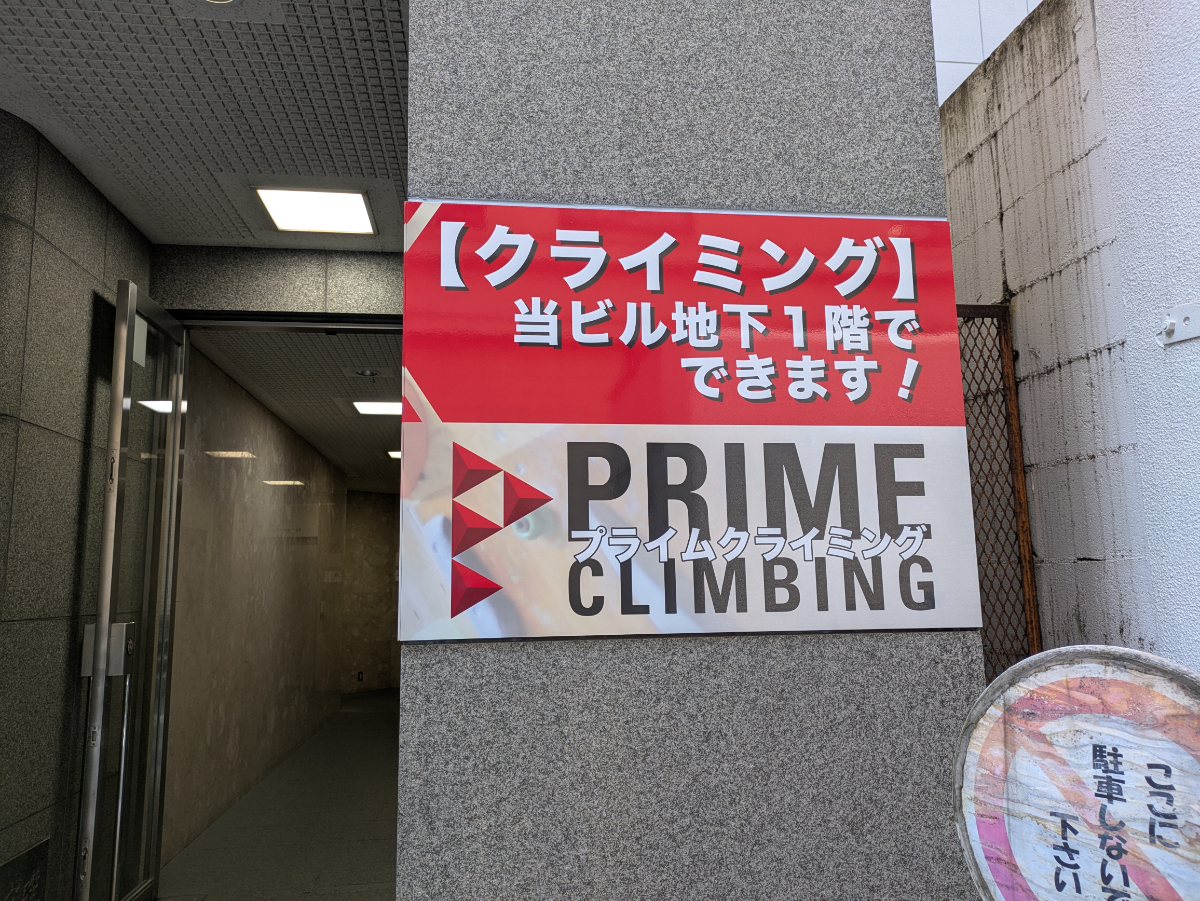 【クライミング】
当ビル地下1階で
できます!
PRIME
プライムクライミング
CLIMBING
ここに
駐車しないで
下さい